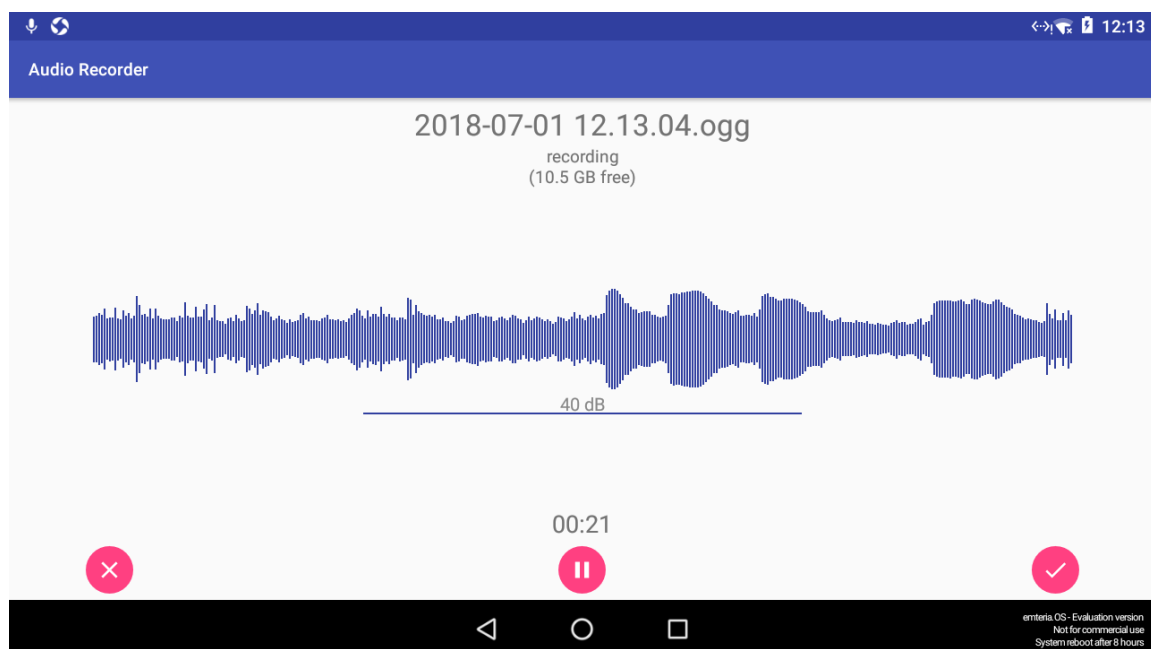 12:13
Audio Recorder
2018-07-01 12.13.04.ogg
recording
(10.5 GB free)
40 dB
00:21
emteria.OS - Evaluation version
Not for commercial use
System reboot after 8 hours